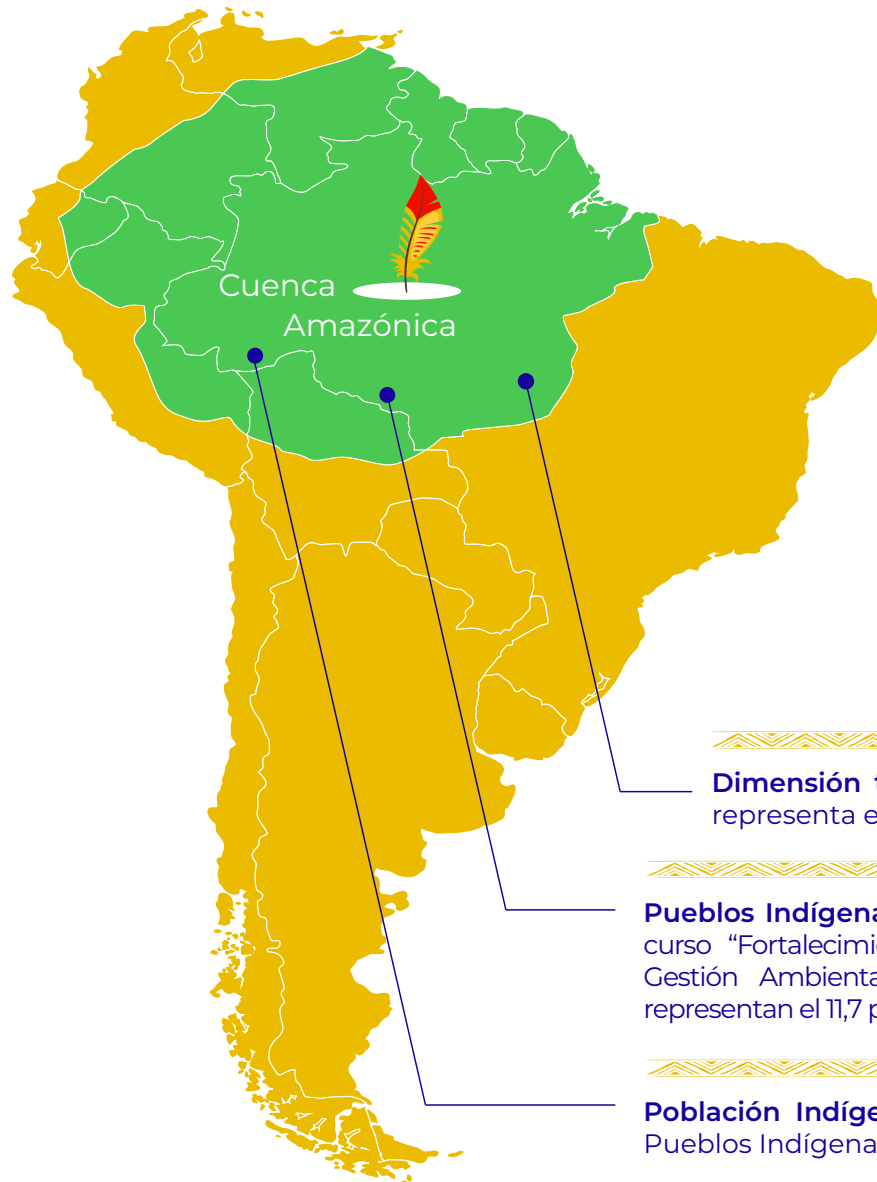 Cuenca
Amazónica
Dimensión
representa e
Pueblos Indígena
curso “Fortalecimi
Gestión Ambienta
representan el 11,7 p
Población Indíge
Pueblos Indígena